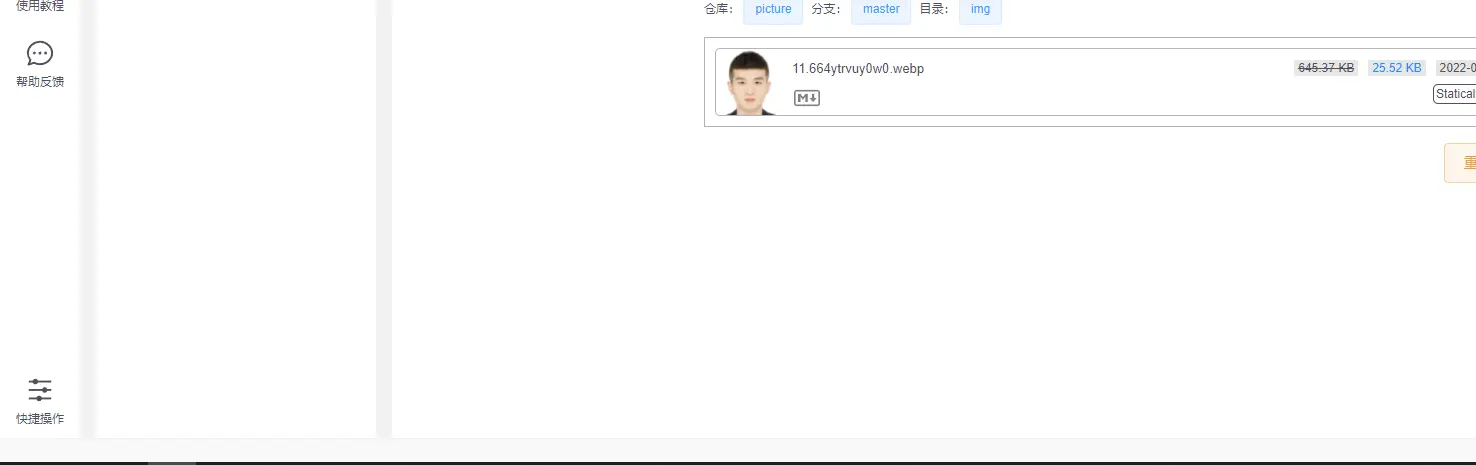 使用教程
帮助反馈
快捷操作
仓库： picture 分支： master 目录： img
11.664ytrvuy0w0.webp 645.37 KB 25.52 KB 2022-0
M Statical
重